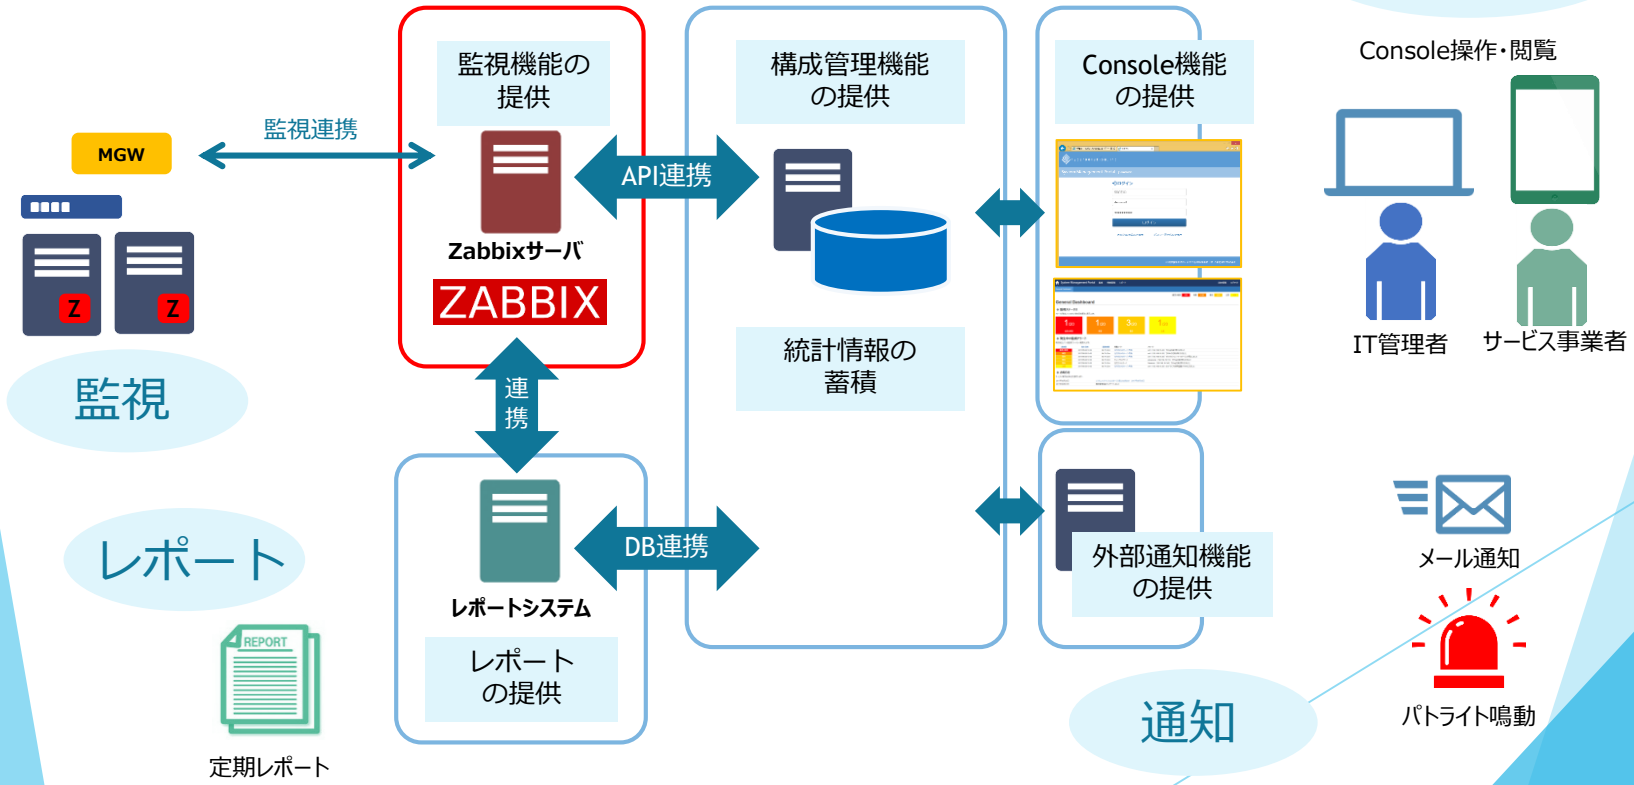 監視機能の
提供
構成管理機能
の提供
Console機能
の提供
Console操作・閲覧
監視連携
MGW
API連携
Zabbixサーバ
ZABBIX
Z
Z
監視
統計情報の
蓄積
General Dashboard
IT管理者
サービス事業者
連
携
レポート
DB連携
レポートシステム
レポート
の提供
外部通知機能
の提供
メール通知
REPORT
定期レポート
通知
パトライト鳴動